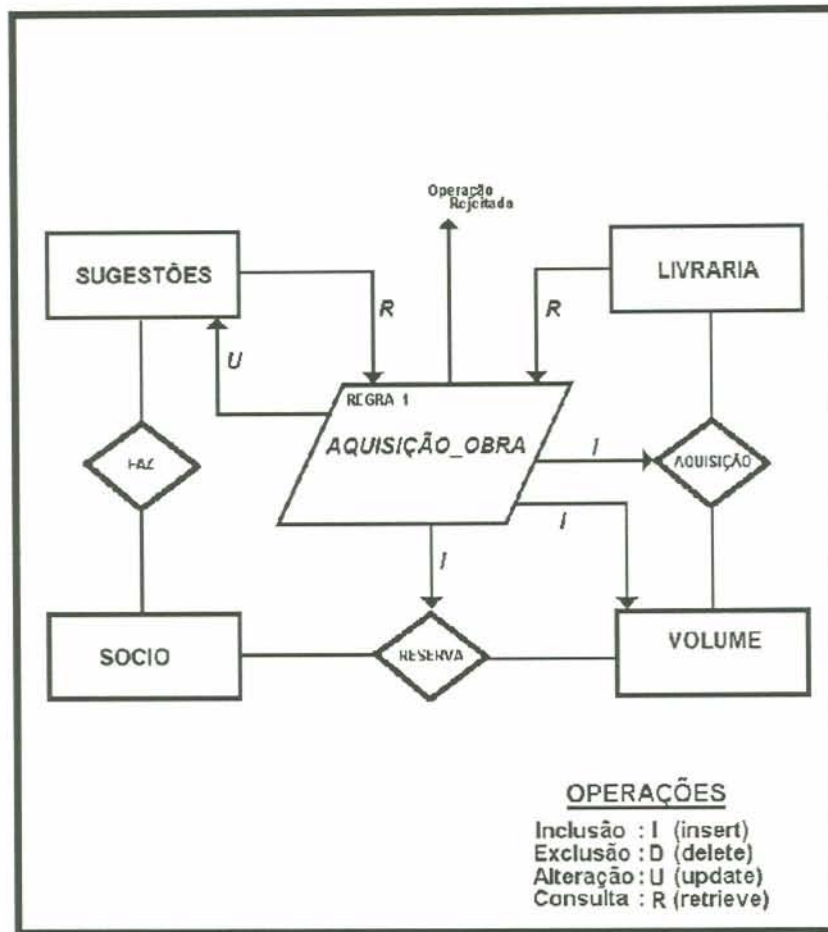 Operação
Rejeitada
SUGESTÕES
LIVRARIA
R
R
U
REGRA 1
AQUISIÇÃO_OBRA
I
AQUISIÇÃO
FAZ
I
I
SOCIO
RESERVA
VOLUME
OPERAÇÕES
Inclusão : I (insert)
Exclusão : D (delete)
Alteração : U (update)
Consulta : R (retrieve)